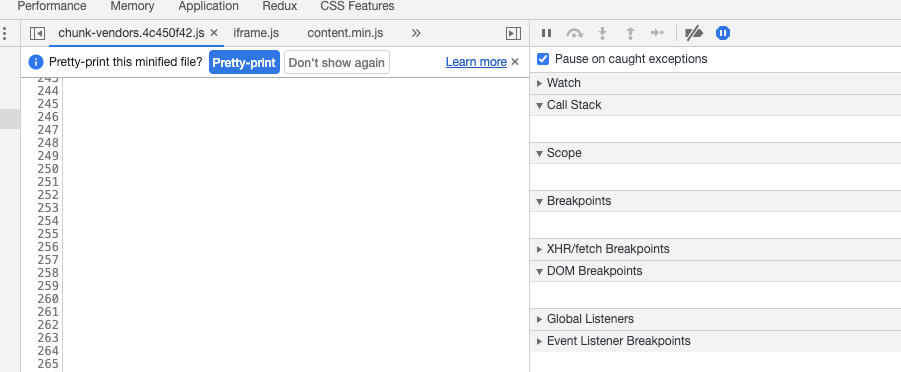 Performance Memory Application Redux CSS Features
chunk-vendors.4c450f42.js × iframe.js content.min.js »
Pretty-print this minified file? Pretty-print Don't show again Learn more ×
Pause on caught exceptions
Watch
Call Stack
Scope
Breakpoints
XHR/fetch Breakpoints
DOM Breakpoints
Global Listeners
Event Listener Breakpoints
243
244
245
246
247
248
249
250
251
252
253
254
255
256
257
258
259
260
261
262
263
264
265